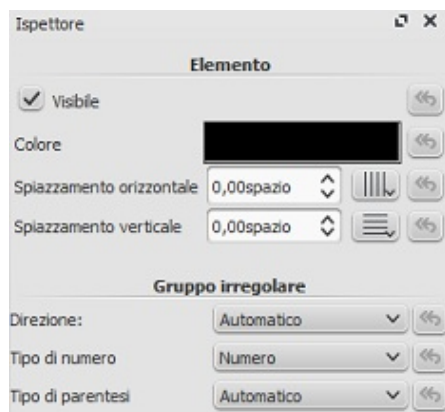 Ispettore
Elemento
Visibile
Colore
Spiazzamento orizzontale 0,00spazio
Spiazzamento verticale 0,00spazio
Gruppo irregolare
Direzione: Automatico
Tipo di numero Numero
Tipo di parentesi Automatico